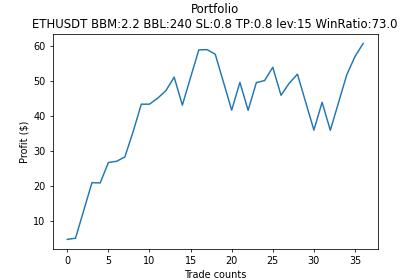 Portfolio
ETHUSDT BBM:2.2 BBL:240 SL:0.8 TP:0.8 lev:15 WinRatio:73.0
60
50
40
30
20
10
Profit ($)
0 5 10 15 20 25 30 35
Trade counts